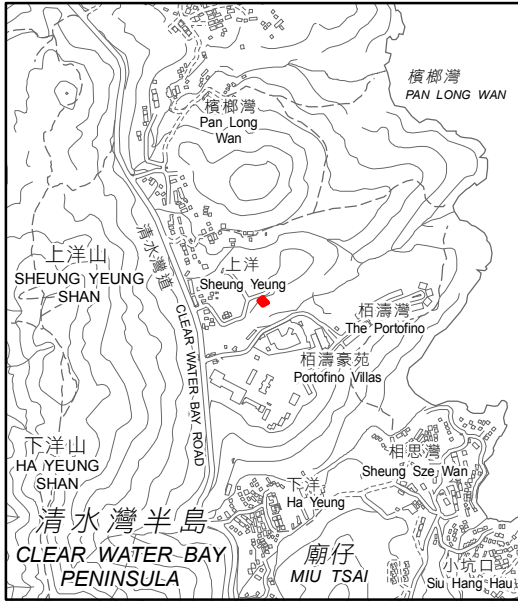 檳榔灣
PAN LONG WAN
檳榔灣
Pan Long
Wan
清水灣道
CLEAR WATER BAY ROAD
上洋山
SHEUNG YEUNG
SHAN
上洋
Sheung Yeung
栢濤灣
The Portofino
栢濤豪苑
Portofino Villas
下洋山
HA YEUNG
SHAN
相思灣
Sheung Sze Wan
下洋
Ha Yeung
清水灣半島
CLEAR WATER BAY
PENINSULA
廟仔
MIU TSAI
小坑口
Siu Hang Hau